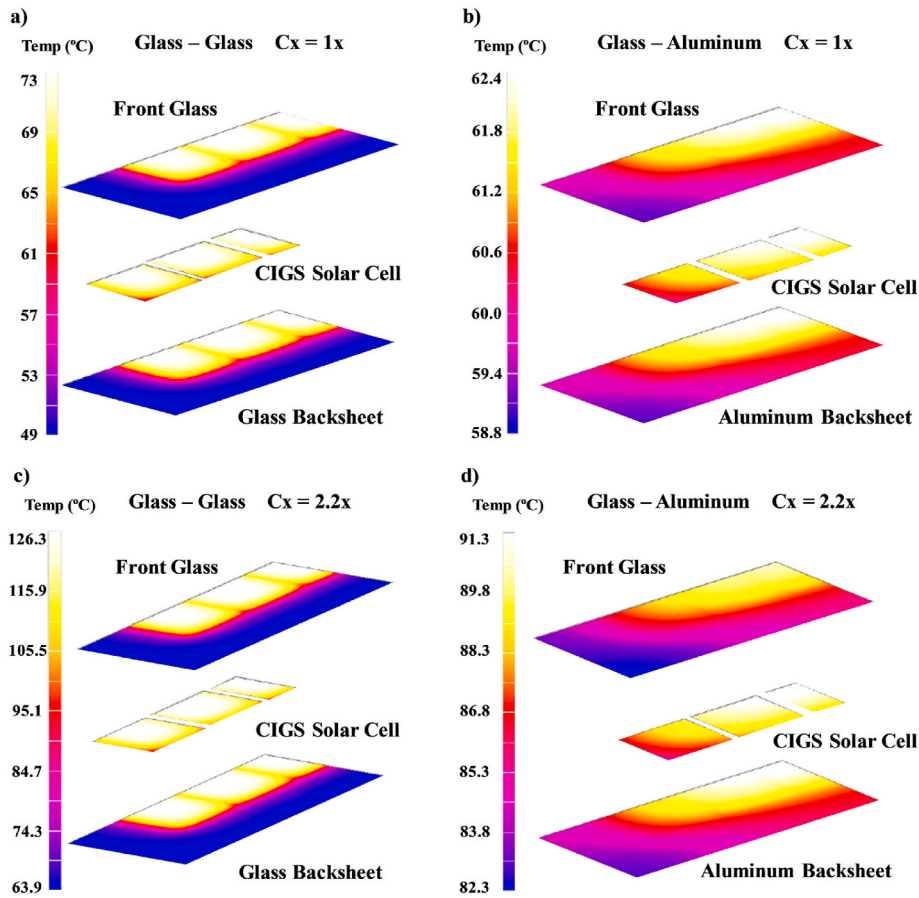 a)
Temp (ºC) Glass – Glass Cx = 1x
73
Front Glass
69
65
61
CIGS Solar Cell
57
53
Glass Backsheet
49
b)
Temp (ºC) Glass – Aluminum Cx = 1x
62.4
Front Glass
61.8
61.2
60.6
CIGS Solar Cell
60.0
59.4
Aluminum Backsheet
58.8
c)
Temp (ºC) Glass – Glass Cx = 2.2x
126.3
Front Glass
115.9
105.5
95.1
CIGS Solar Cell
84.7
74.3
Glass Backsheet
63.9
d)
Temp (ºC) Glass – Aluminum Cx = 2.2x
91.3
Front Glass
89.8
88.3
86.8
CIGS Solar Cell
85.3
83.8
Aluminum Backsheet
82.3